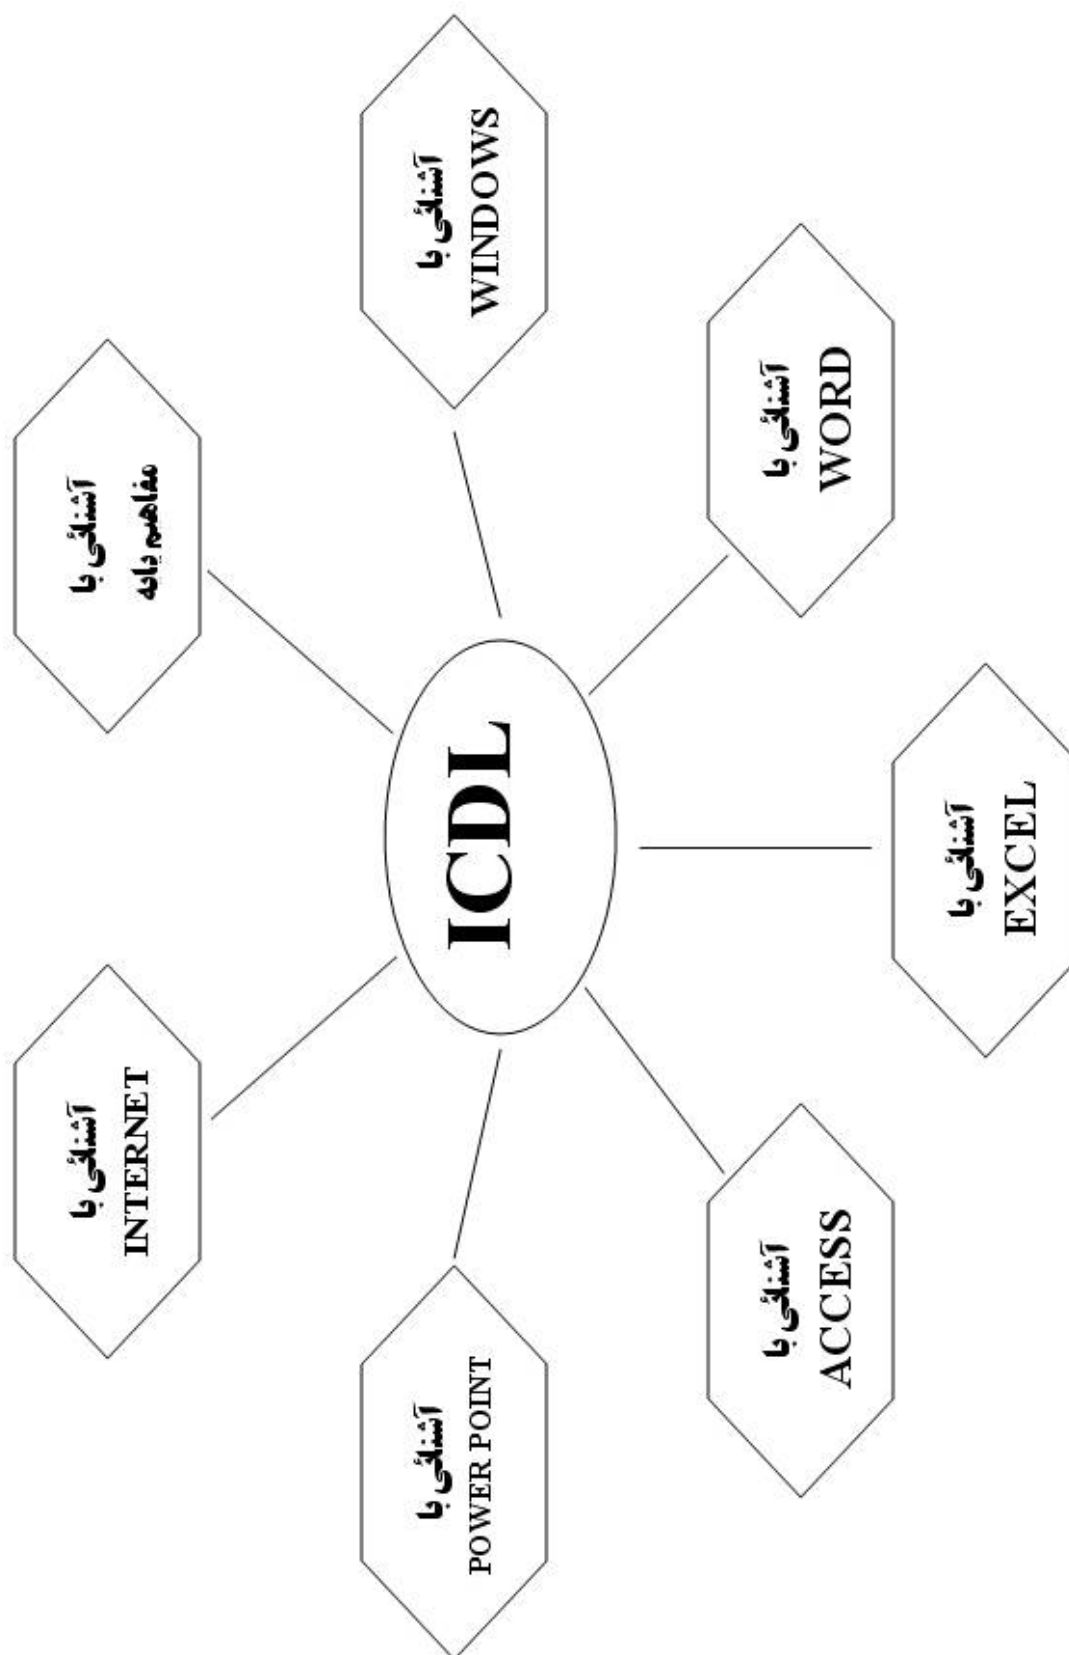 آشنائی با
مفاهیم پایه
آشنائی با
INTERNET
آشنائی با
WINDOWS
ICDL
آشنائی با
POWER POINT
آشنائی با
WORD
آشنائی با
ACCESS
آشنائی با
EXCEL